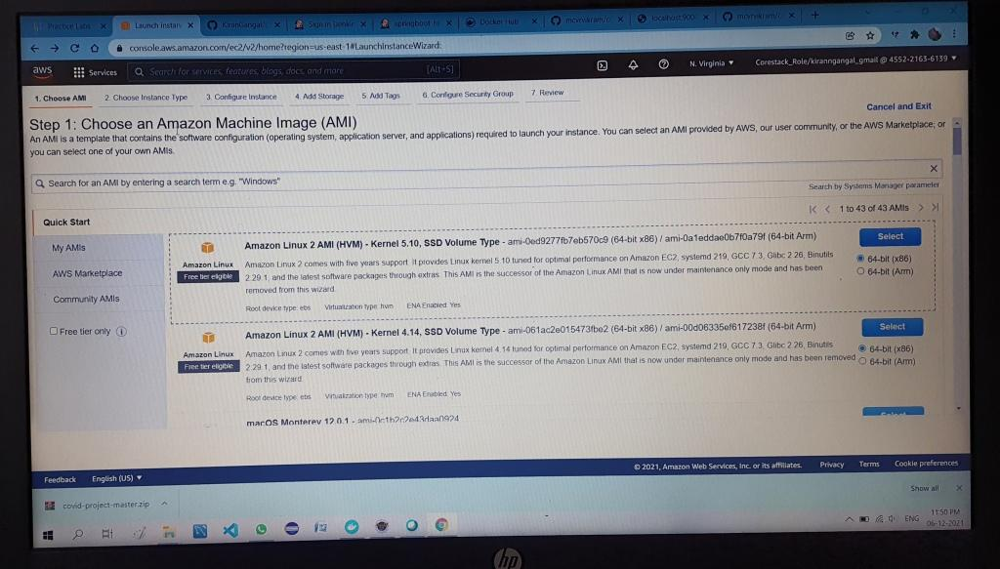 Practice Labs
Launch instan
KiranGangal/
Sign in [Jenkin
springboot-h
Docker Hub
mcvrvikram/c
localhost:900
mcvrvikram/c
console.aws.amazon.com/ec2/v2/home?region=us-east-1#LaunchInstanceWizard:
aws
Services
Search for services, features, blogs, docs, and more
[Alt+S]
N. Virginia
Corestack_Role/kiranngangal_gmail @ 4552-2163-6139
1. Choose AMI
2. Choose Instance Type
3. Configure Instance
4. Add Storage
5. Add Tags
6. Configure Security Group
7. Review
Cancel and Exit
Step 1: Choose an Amazon Machine Image (AMI)
An AMI is a template that contains the software configuration (operating system, application server, and applications) required to launch your instance. You can select an AMI provided by AWS, our user community, or the AWS Marketplace; or
you can select one of your own AMIs.
Search for an AMI by entering a search term e.g. "Windows"
Search by Systems Manager parameter
1 to 43 of 43 AMIs
Quick Start
My AMIs
AWS Marketplace
Community AMIs
Free tier only
Amazon Linux
Free tier eligible
Amazon Linux 2 AMI (HVM) - Kernel 5.10, SSD Volume Type - ami-0ed9277fb7eb570c9 (64-bit x86) / ami-0a1eddae0b7f0a79f (64-bit Arm)
Amazon Linux 2 comes with five years support. It provides Linux kernel 5.10 tuned for optimal performance on Amazon EC2, systemd 219, GCC 7.3, Glibc 2.26, Binutils
2.29.1, and the latest software packages through extras. This AMI is the successor of the Amazon Linux AMI that is now under maintenance only mode and has been
removed from this wizard.
Root device type: ebs
Virtualization type: hvm
ENA Enabled: Yes
Select
64-bit (x86)
64-bit (Arm)
Amazon Linux
Free tier eligible
Amazon Linux 2 AMI (HVM) - Kernel 4.14, SSD Volume Type - ami-061ac2e015473fbe2 (64-bit x86) / ami-00d06335ef617238f (64-bit Arm)
Amazon Linux 2 comes with five years support. It provides Linux kernel 4.14 tuned for optimal performance on Amazon EC2, systemd 219, GCC 7.3, Glibc 2.26, Binutils
2.29.1, and the latest software packages through extras. This AMI is the successor of the Amazon Linux AMI that is now under maintenance only mode and has been removed
from this wizard.
Root device type: ebs
Virtualization type: hvm
ENA Enabled: Yes
Select
64-bit (x86)
64-bit (Arm)
macOS Monterey 12.0.1 - ami-0c1b2c2e43daa0924
Select
Feedback
English (US)
© 2021, Amazon Web Services, Inc. or its affiliates.
Privacy
Terms
Cookie preferences
covid-project-master.zip
Show all
ENG
11:50 PM
06-12-2021
hp